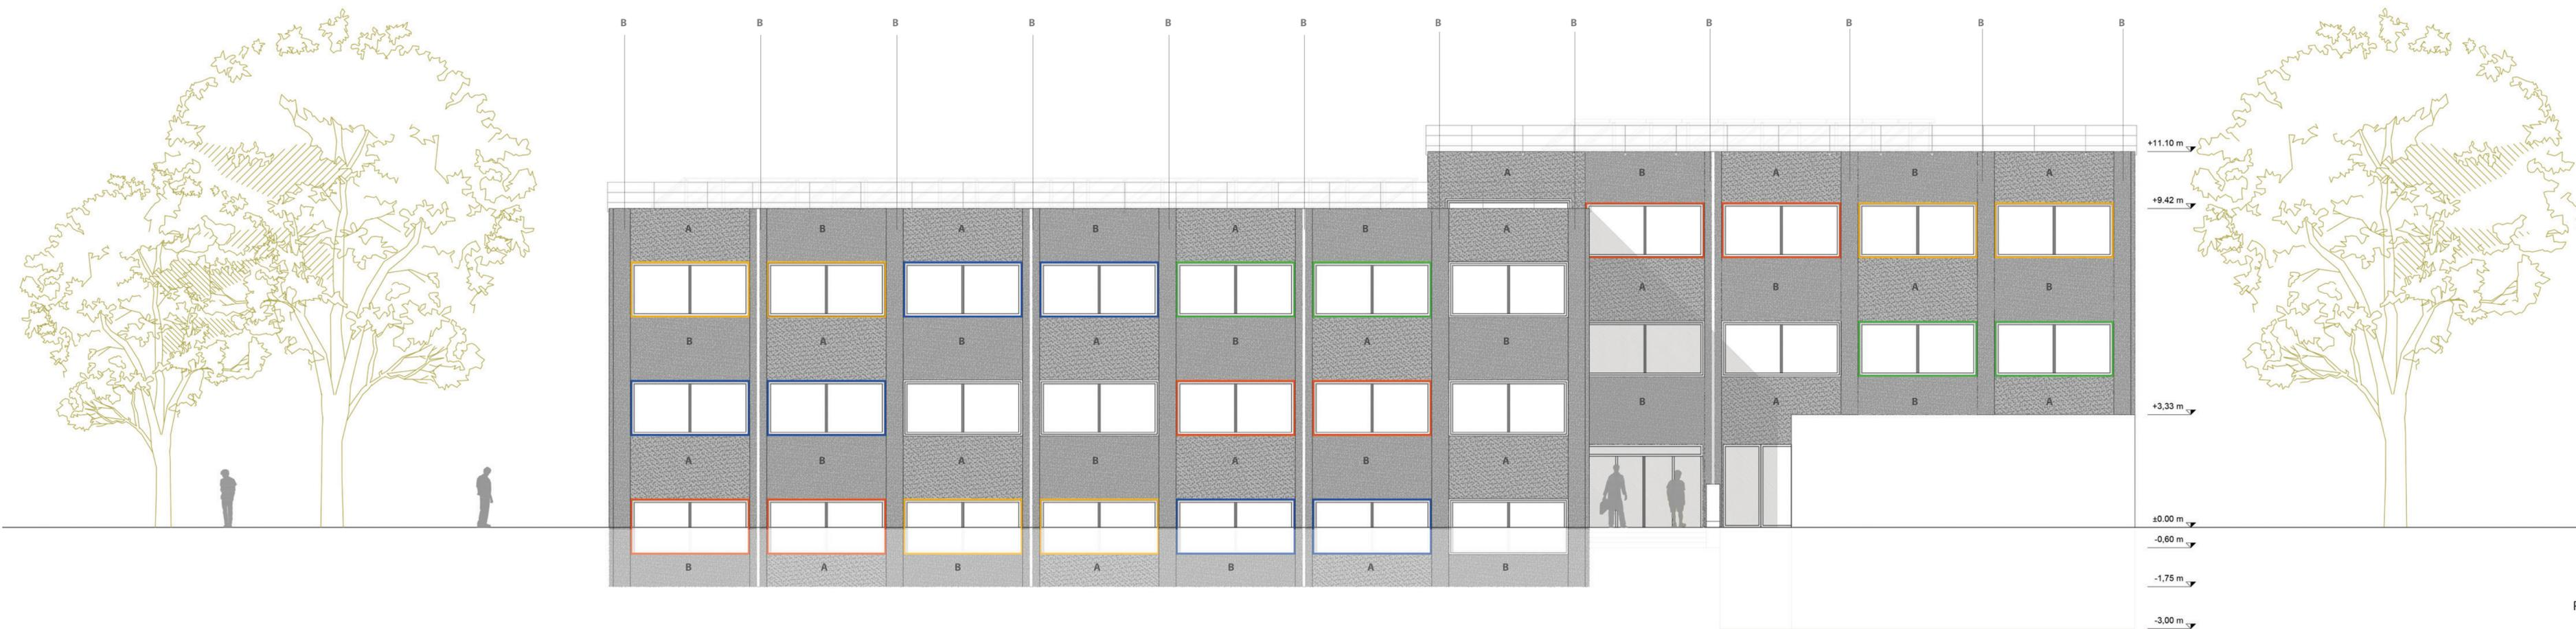 B B B B B B B B B B B B
+11.10 m
A B A B A
+9.42 m
A B A B A B A
A B A B
B A B A B A B
B A B A
+3,33 m
A B A B A B A
±0.00 m
-0,60 m
B A B A B A B
-1,75 m
-3,00 m